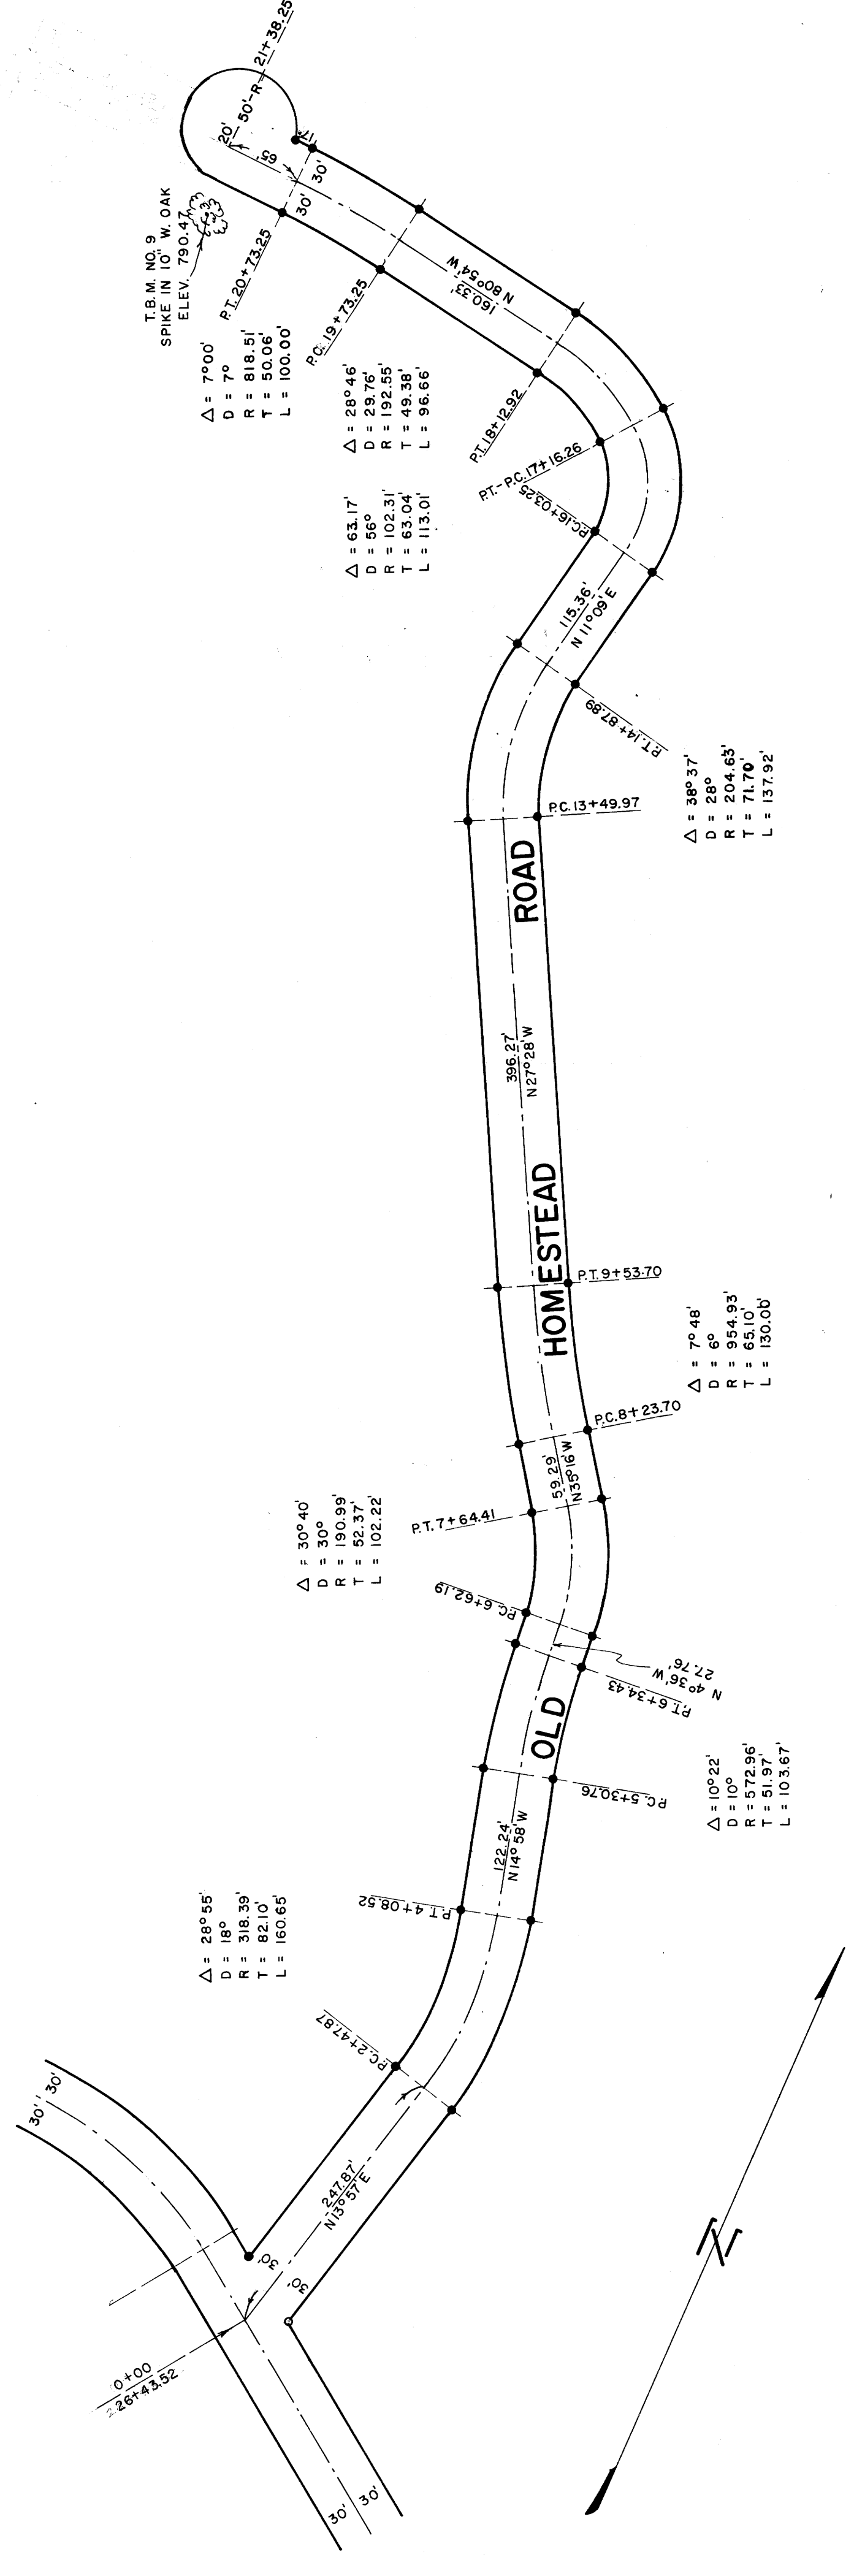 21+38.25
50'-R
20'
65'
17'
30'
30'
T.B.M. NO. 9
SPIKE IN 10" W. OAK
ELEV. 790.47
P.T. 20+73.25
P.C. 19+73.25
Δ = 7°00'
D = 7°
R = 818.51'
T = 50.06'
L = 100.00'
N 80°54' W
160.33'
Δ = 28°46'
D = 29.76'
R = 192.55'
T = 49.38'
L = 96.66'
P.T. 18+12.92
P.T.-P.C. 17+16.26
P.C. 16+03.25
Δ = 63.17'
D = 56°
R = 102.31'
T = 63.04'
L = 113.01'
115.36'
N 11°09' E
P.T. 14+87.89
Δ = 38°37'
D = 28°
R = 204.63'
T = 71.70'
L = 137.92'
P.C. 13+49.97
ROAD
396.27'
N27°28'W
HOMESTEAD
P.T. 9+53.70
Δ = 7°48'
D = 6°
R = 954.93'
T = 65.10'
L = 130.00'
P.C. 8+23.70
59.29'
N35°16'W
P.T. 7+64.41
Δ = 30°40'
D = 30°
R = 190.99'
T = 52.37'
L = 102.22'
P.C. 6+62.19
N 4°36' W
27.76'
P.T. 6+34.43
OLD
P.C. 5+30.76
Δ = 10°22'
D = 10°
R = 572.96'
T = 51.97'
L = 103.67'
122.24'
N14°58'W
P.T. 4+08.52
Δ = 28°55'
D = 18°
R = 318.39'
T = 82.10'
L = 160.65'
P.C. 2+47.87
30'
30'
247.87'
N13°57'E
30'
30'
0+00
226+43.52
30'
30'
N